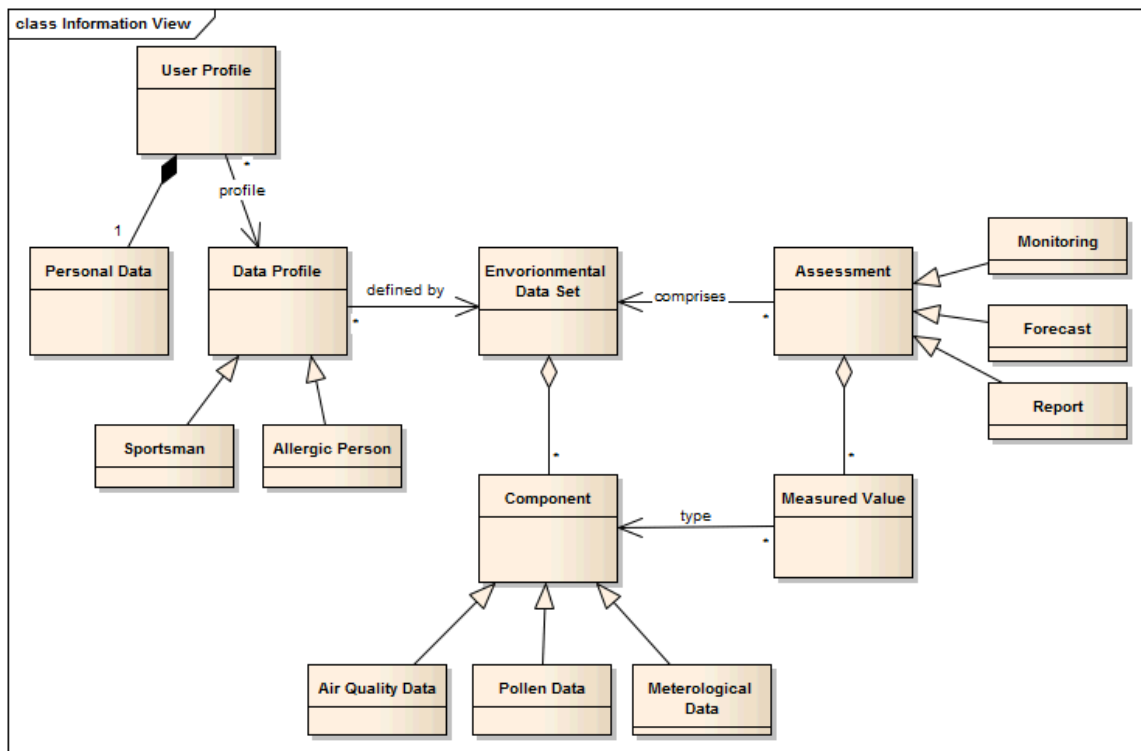 class Information View
User Profile
*
profile
1
Personal Data
Data Profile
defined by
*
Envorionmental
Data Set
comprises
*
Assessment
Monitoring
Forecast
Report
Sportsman
Allergic Person
*
*
Component
type
*
Measured Value
Air Quality Data
Pollen Data
Meterological
Data